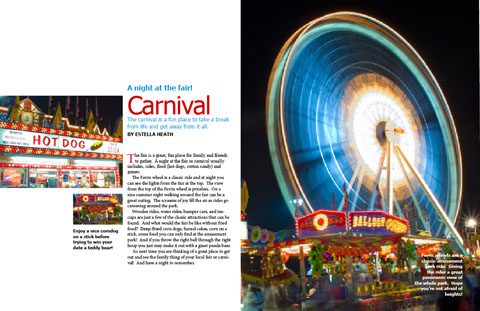 A night at the fair!
Carnival
The carnival is a fun place to take a break
from life and get away from it all.
BY ESTELLA HEATH
The fair is a great, fun place for family and friends
to gather. A night at the fair or carnival usually
includes, rides, food (hot dogs, cotton candy) and
games.
The Ferris wheel is a classic ride and at night you
can see the lights from the fair at the top. The view
from the top of the Ferris wheel is priceless. On a
nice summer night walking around the fair can be a
great outing. The screams of joy fill the air as rides go
careening around the park.
Wooden rides, water rides, bumper cars, and tea-
cups are just a few of the classic attractions that can be
found. And what would the fair be like without fried
food? Deep-fried corn dogs, funnel cakes, corn on a
stick, some food you can only find at the amusement
park! And if you throw the right ball through the right
hoop you just may make it out with a giant panda bear.
So next time you are thinking of a great place to get
out and see the family thing of your local fair or carni-
val! And have a night to remember.
HOT DOG
STICK
Enjoy a nice corndog
on a stick before
trying to win your
date a teddy bear!
Ferris wheels are a
classic amusement
park ride. Giving
the rider a great
panoramic view of
the whole park. Hope
you're not afraid of
heights!